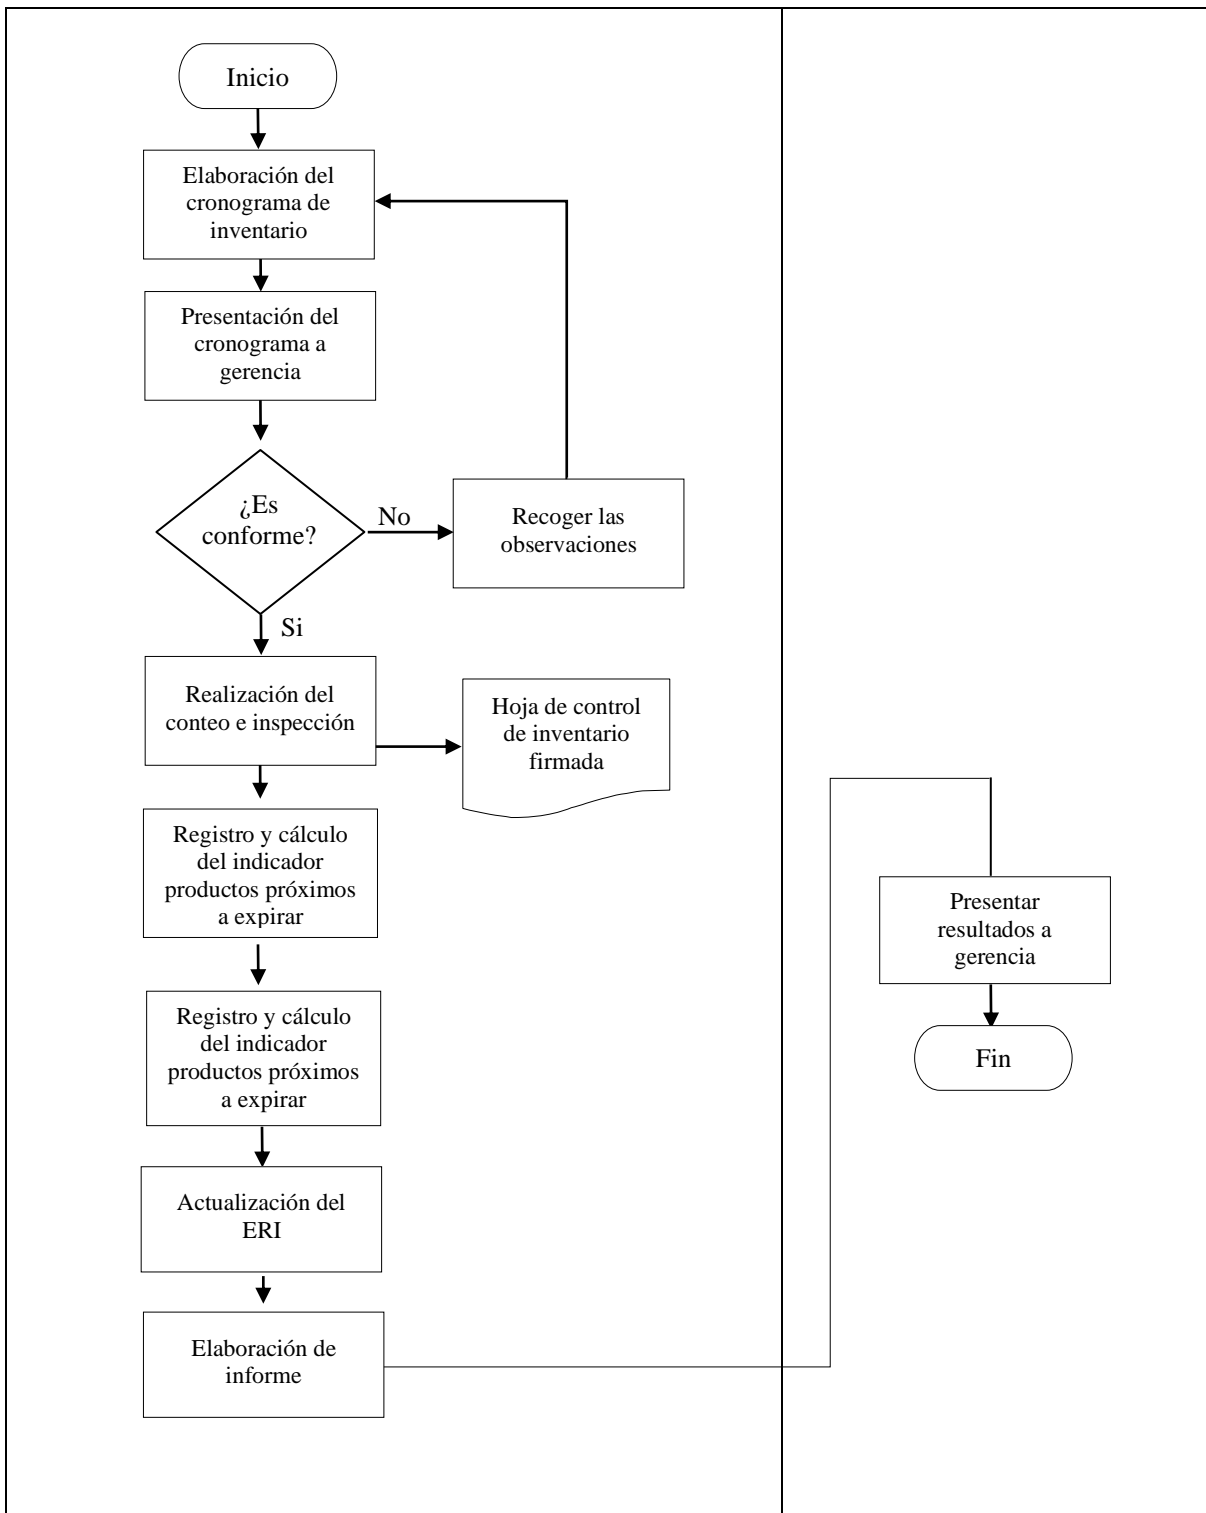 Inicio
Elaboración del
cronograma de
inventario
Presentación del
cronograma a
gerencia
¿Es
conforme?
No
Recoger las
observaciones
Si
Realización del
conteo e inspección
Hoja de control
de inventario
firmada
Registro y cálculo
del indicador
productos próximos
a expirar
Registro y cálculo
del indicador
productos próximos
a expirar
Actualización del
ERI
Elaboración de
informe
Presentar
resultados a
gerencia
Fin